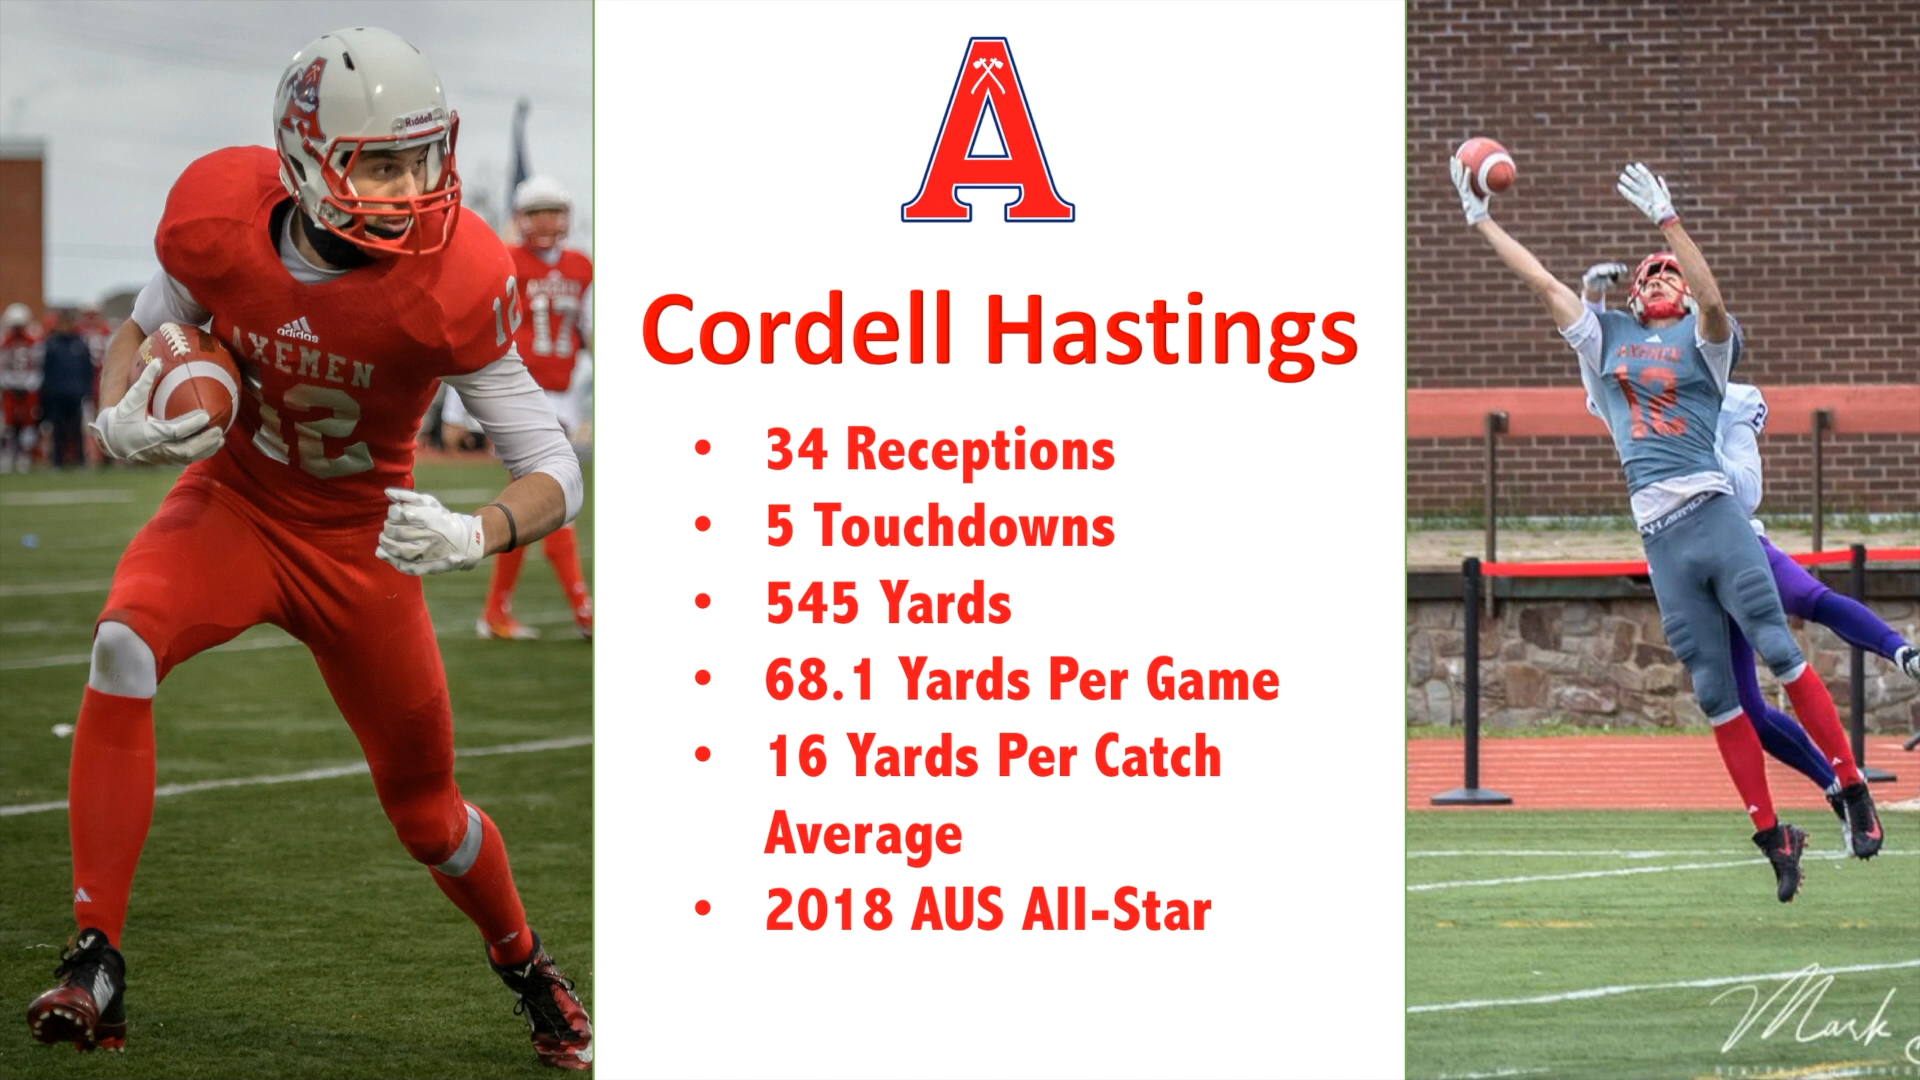 A
Cordell Hastings
• 34 Receptions
• 5 Touchdowns
• 545 Yards
• 68.1 Yards Per Game
• 16 Yards Per Catch
Average
• 2018 AUS All-Star
Riddell
12
adidas
AXEMEN
12
17
AXEMEN
12
Mark